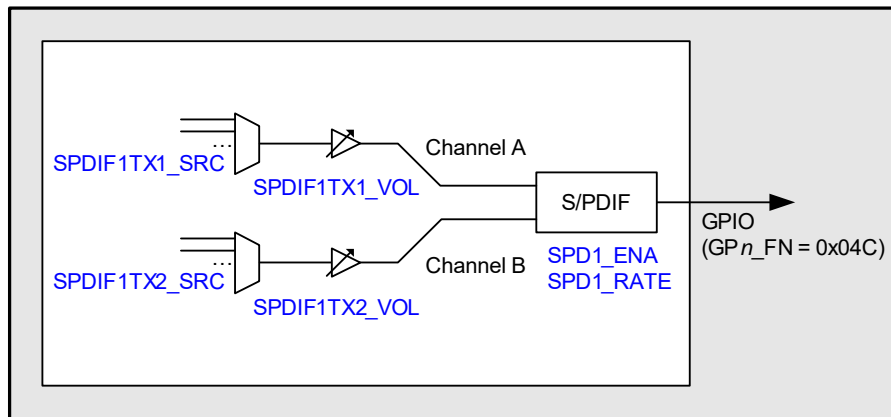 ...
SPDIF1TX1_SRC
SPDIF1TX1_VOL
Channel A
...
SPDIF1TX2_SRC
SPDIF1TX2_VOL
Channel B
S/PDIF
SPD1_ENA
SPD1_RATE
GPIO
(GPn_FN = 0x04C)